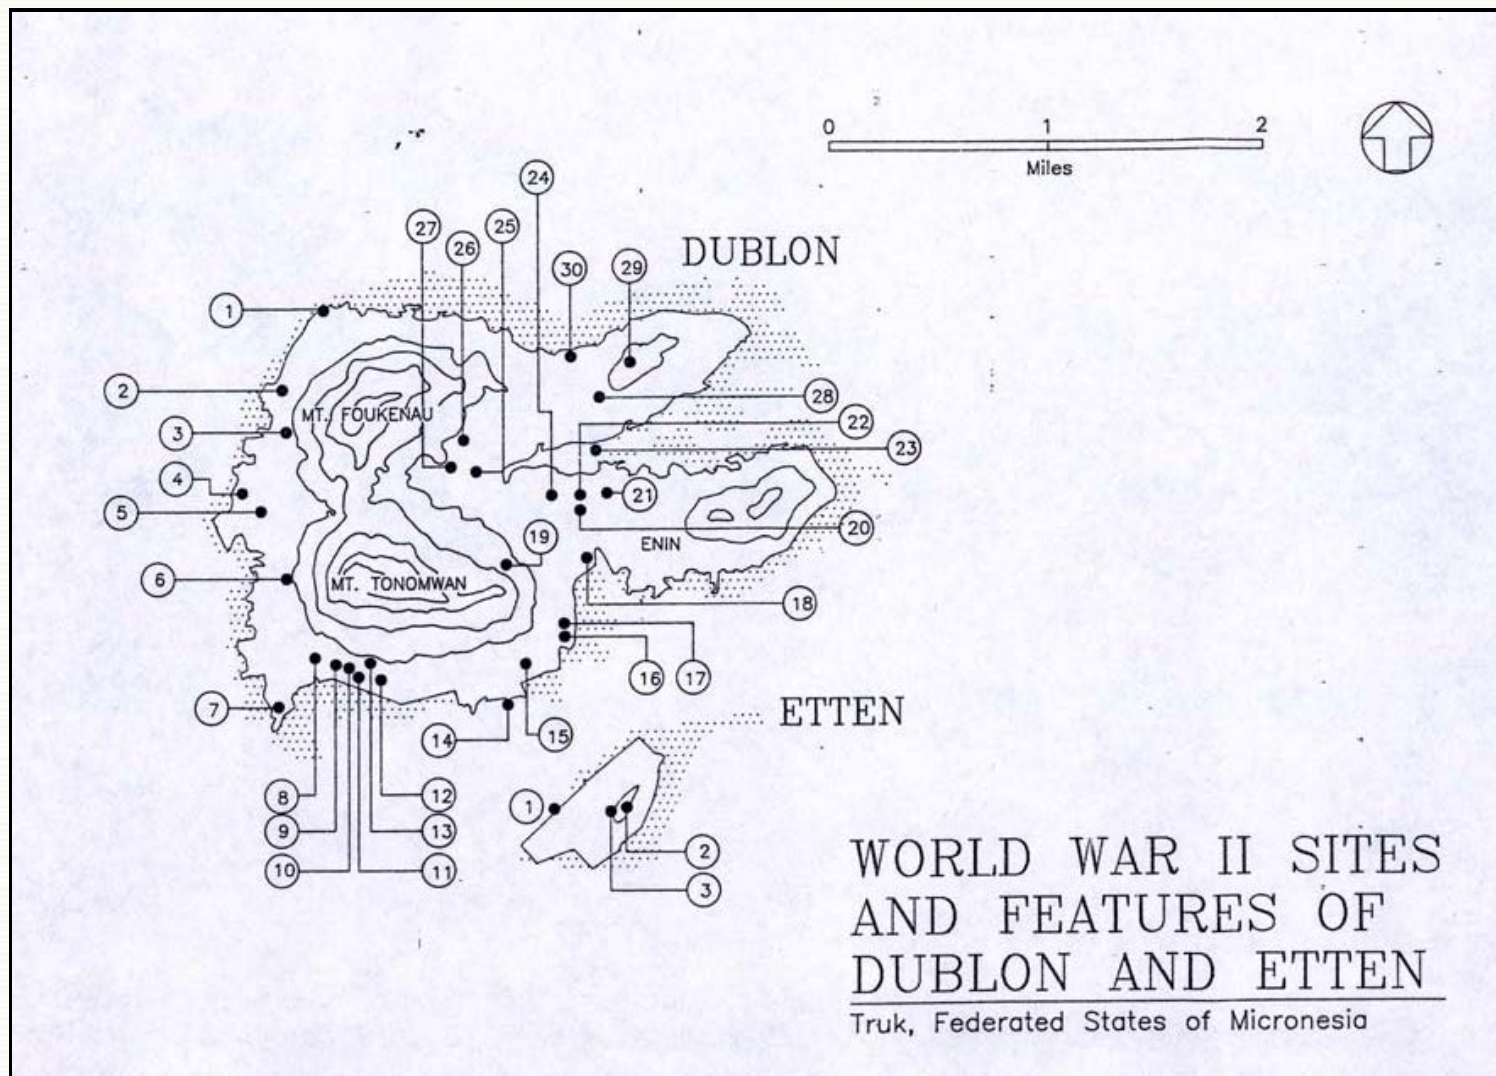 0 1 2
Miles
24
27 26 25
DUBLON
30 29
1
2
MT. FOUKENAU
28
22
3
23
4
21
5
20
19
ENIN
6
MT. TONOMWAN
18
16 17
7
ETTEN
14 15
8 12
1
9 13
2
10 11
3
WORLD WAR II SITES
AND FEATURES OF
DUBLON AND ETTEN
Truk, Federated States of Micronesia